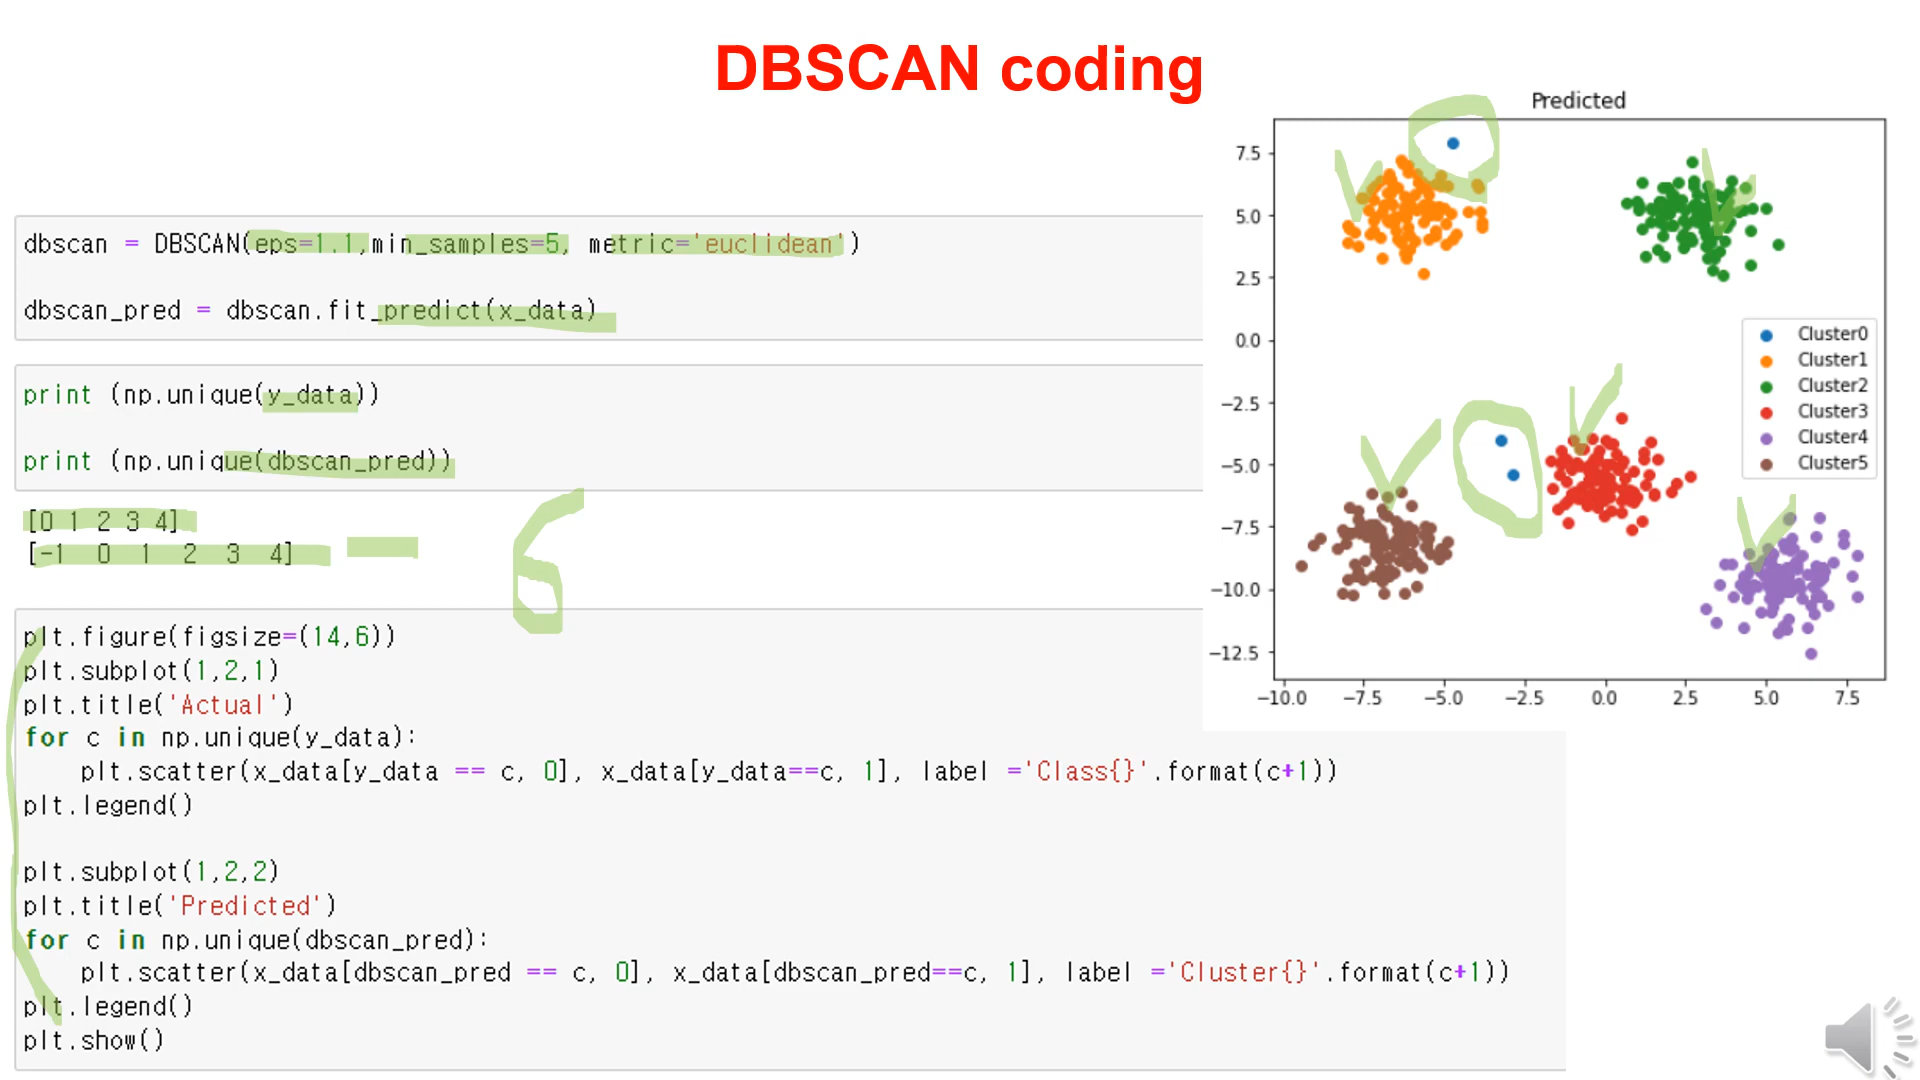 DBSCAN coding
dbscan = DBSCAN(eps=1.1,min_samples=5, metric='euclidean')
dbscan_pred = dbscan.fit_predict(x_data)
print (np.unique(y_data))
print (np.unique(dbscan_pred))
[0 1 2 3 4]
[-1 0 1 2 3 4]
6
plt.figure(figsize=(14,6))
plt.subplot(1,2,1)
plt.title('Actual')
for c in np.unique(y_data):
plt.scatter(x_data[y_data == c, 0], x_data[y_data==c, 1], label ='Class{}'.format(c+1))
plt.legend()
plt.subplot(1,2,2)
plt.title('Predicted')
for c in np.unique(dbscan_pred):
plt.scatter(x_data[dbscan_pred == c, 0], x_data[dbscan_pred==c, 1], label ='Cluster{}'.format(c+1))
plt.legend()
plt.show()
Predicted
7.5
5.0
2.5
0.0
−2.5
−5.0
−7.5
−10.0
−12.5
−10.0 −7.5 −5.0 −2.5 0.0 2.5 5.0 7.5
Cluster0
Cluster1
Cluster2
Cluster3
Cluster4
Cluster5